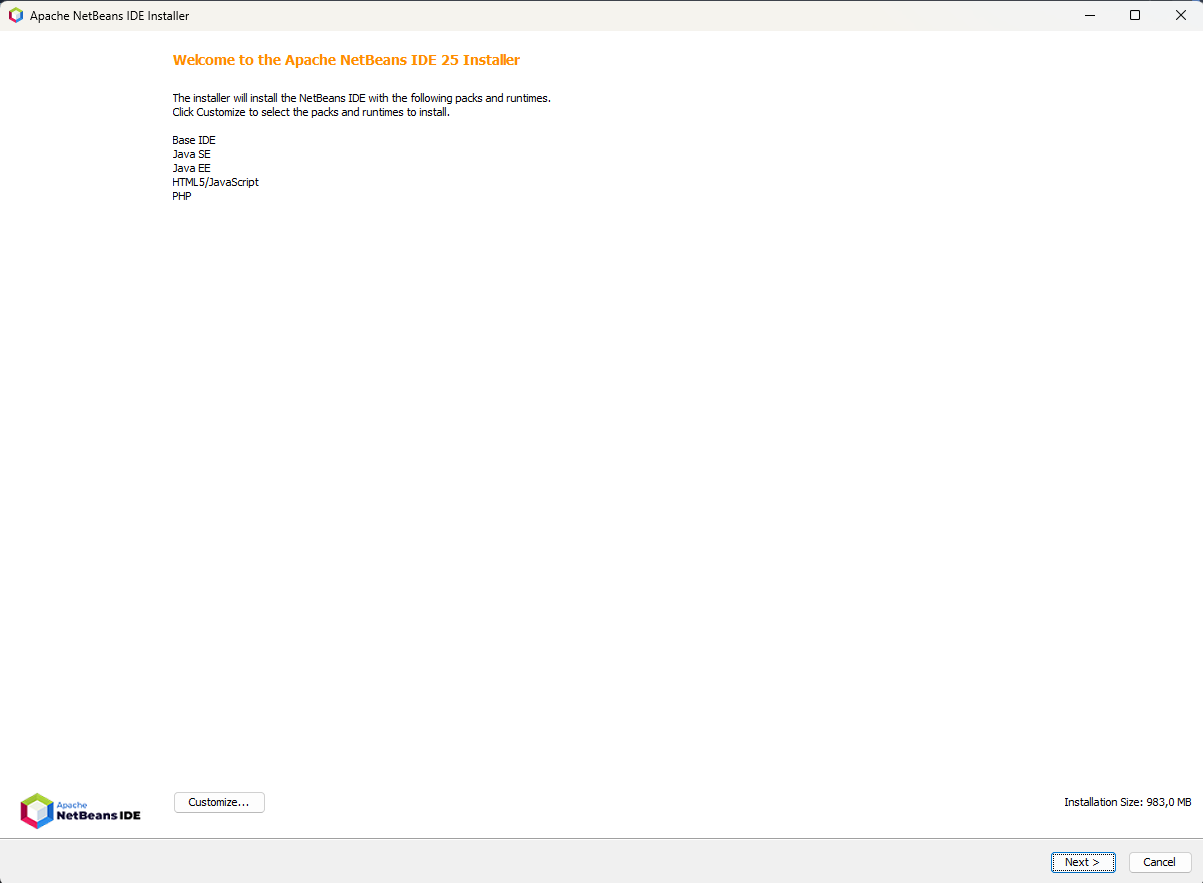 Apache NetBeans IDE Installer
Welcome to the Apache NetBeans IDE 25 Installer
The installer will install the NetBeans IDE with the following packs and runtimes.
Click Customize to select the packs and runtimes to install.
Base IDE
Java SE
Java EE
HTML5/JavaScript
PHP
Apache
NetBeans IDE
Customize...
Installation Size: 983,0 MB
Next >
Cancel